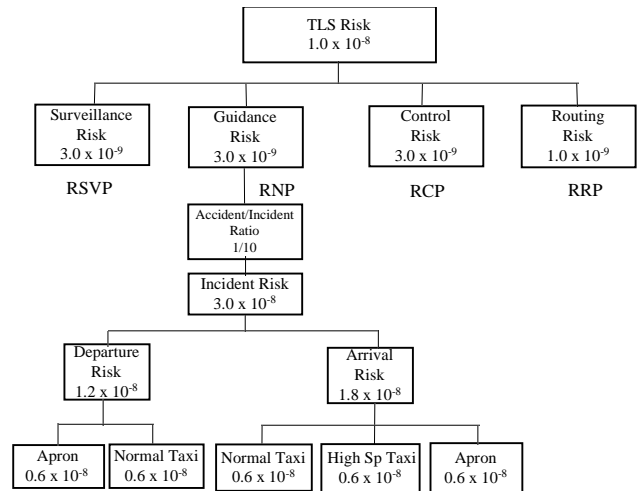 TLS Risk
1.0 x 10⁻⁸
Surveillance
Risk
3.0 x 10⁻⁹
Guidance
Risk
3.0 x 10⁻⁹
Control
Risk
3.0 x 10⁻⁹
Routing
Risk
1.0 x 10⁻⁹
RSVP
RNP
RCP
RRP
Accident/Incident
Ratio
1/10
Incident Risk
3.0 x 10⁻⁸
Departure
Risk
1.2 x 10⁻⁸
Arrival
Risk
1.8 x 10⁻⁸
Apron
0.6 x 10⁻⁸
Normal Taxi
0.6 x 10⁻⁸
Normal Taxi
0.6 x 10⁻⁸
High Sp Taxi
0.6 x 10⁻⁸
Apron
0.6 x 10⁻⁸